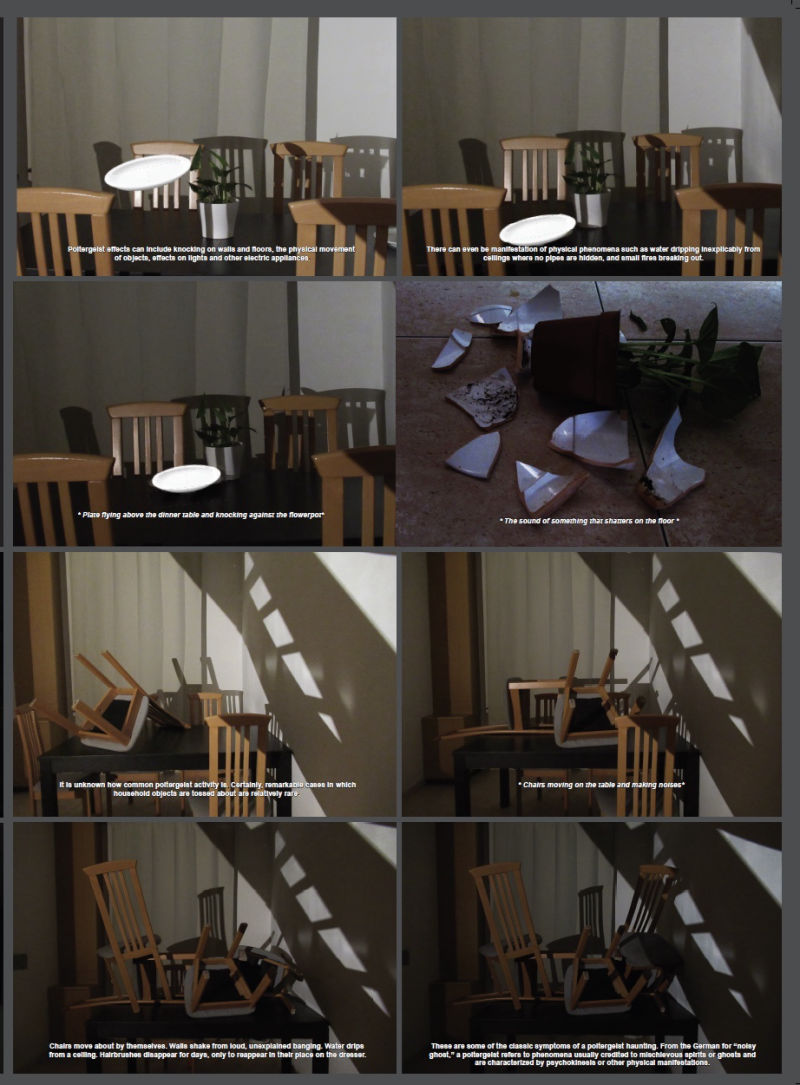 Poltergeist effects can include knocking on walls and floors, the physical movement
of objects, effects on lights and other electric appliances.
There can even be manifestation of physical phenomena such as water dripping inexplicably from
ceilings where no pipes are hidden, and small fires breaking out.
* Plate flying above the dinner table and knocking against the flowerpot*
* The sound of something that shatters on the floor *
It is unknown how common poltergeist activity is. Certainly, remarkable cases in which
household objects are tossed about are relatively rare.
* Chairs moving on the table and making noises*
Chairs move about by themselves. Walls shake from loud, unexplained banging. Water drips
from a ceiling. Hairbrushes disappear for days, only to reappear in their place on the dresser.
These are some of the classic symptoms of a poltergeist haunting. From the German for “noisy
ghost,” a poltergeist refers to phenomena usually credited to mischievous spirits or ghosts and
are characterized by psychokinesis or other physical manifestations.